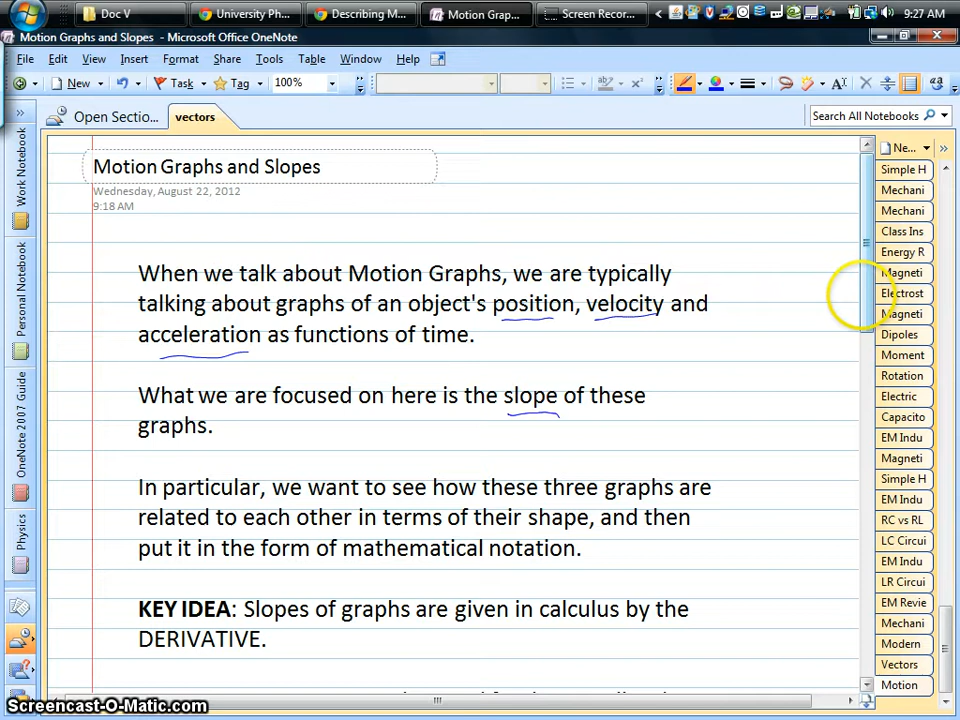 Doc V
University Ph...
Describing M...
Motion Grap...
Screen Recor...
9:27 AM
Motion Graphs and Slopes - Microsoft Office OneNote
File Edit View Insert Format Share Tools Table Window Help
New Task Tag 100%
Open Sectio... vectors Search All Notebooks
Work Notebook
Personal Notebook
OneNote 2007 Guide
Physics
Motion Graphs and Slopes
Wednesday, August 22, 2012
9:18 AM
When we talk about Motion Graphs, we are typically
talking about graphs of an object's position, velocity and
acceleration as functions of time.
What we are focused on here is the slope of these
graphs.
In particular, we want to see how these three graphs are
related to each other in terms of their shape, and then
put it in the form of mathematical notation.
KEY IDEA: Slopes of graphs are given in calculus by the
DERIVATIVE.
Ne...
Simple H
Mechani
Mechani
Class Ins
Energy R
Magneti
Electrost
Magneti
Dipoles
Moment
Rotation
Electric
Capacito
EM Indu
Magneti
Simple H
EM Indu
RC vs RL
LC Circui
EM Indu
LR Circui
EM Revie
Mechani
Modern
Vectors
Motion
Screencast-O-Matic.com